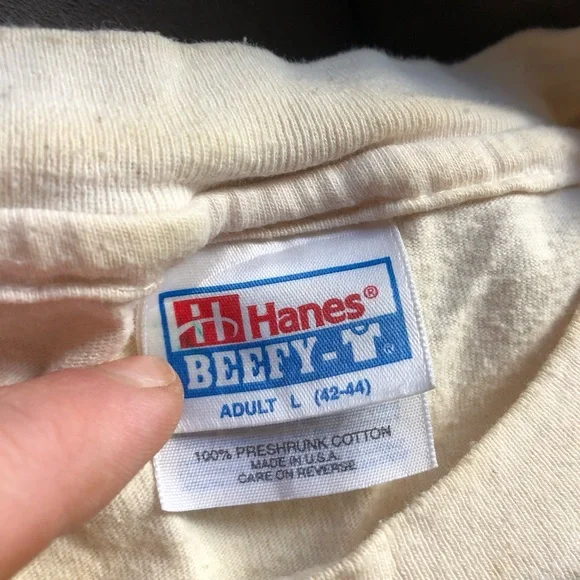 H Hanes®
BEEFY-T®
ADULT L (42-44)
100% PRESHRUNK COTTON
MADE IN U.S.A.
CARE ON REVERSE